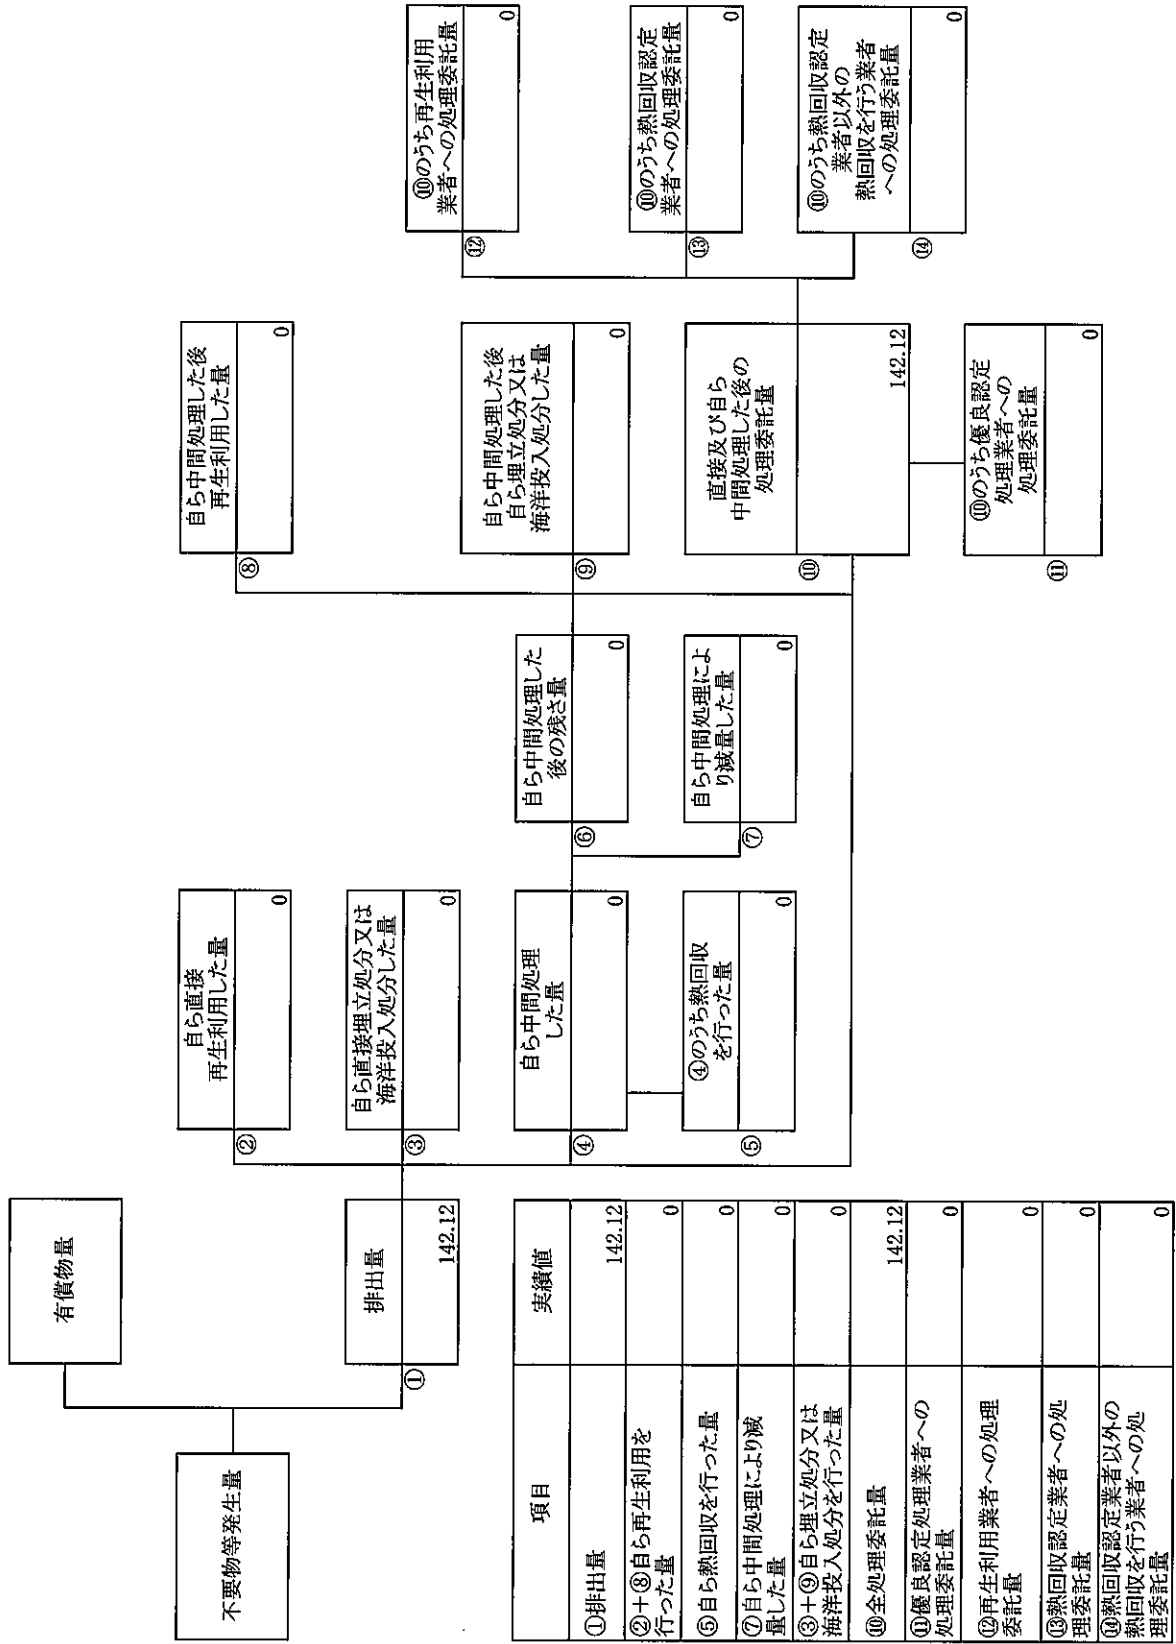 有償物量
不要物等発生量
排出量
①
142.12
自ら直接
再生利用した量
②
0
自ら直接埋立処分又は
海洋投入処分した量
③
0
自ら中間処理
した量
④
0
④のうち熱回収
を行った量
⑤
0
自ら中間処理した
後の残さ量
⑥
0
自ら中間処理によ
り減量した量
⑦
0
自ら中間処理した後
再生利用した量
⑧
0
自ら中間処理した後
自ら埋立処分又は
海洋投入処分した量
⑨
0
直接及び自ら
中間処理した後の
処理委託量
⑩
142.12
⑩のうち優良認定
処理業者への
処理委託量
⑪
0
⑩のうち再生利用
業者への処理委託量
⑫
0
⑩のうち熱回収認定
業者への処理委託量
⑬
0
⑩のうち熱回収認定
業者以外の
熱回収を行う業者
への処理委託量
⑭
0
項目 実績値
①排出量 142.12
②+⑧自ら再生利用を
行った量 0
⑤自ら熱回収を行った量 0
⑦自ら中間処理により減
量した量 0
③+⑨自ら埋立処分又は
海洋投入処分を行った量 0
⑩全処理委託量 142.12
⑪優良認定処理業者への
処理委託量 0
⑫再生利用業者への処理
委託量 0
⑬熱回収認定業者への処
理委託量 0
⑭熱回収認定業者以外の
熱回収を行う業者への処
理委託量 0